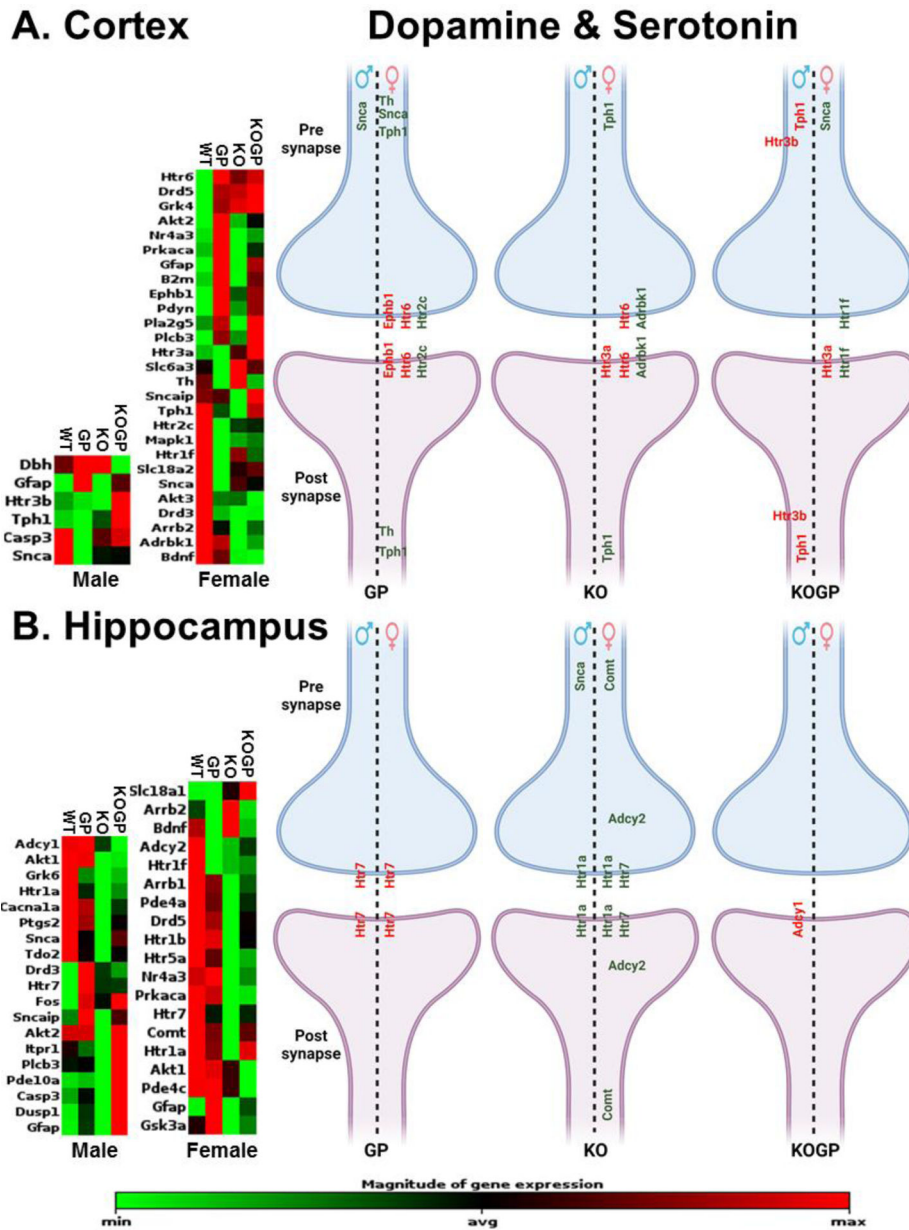 A. Cortex
Dopamine & Serotonin
♂ ♀
♂ ♀
♂ ♀
Pre
synapse
Snca
Th
Snca
Tph1
Tph1
Htr3b
Tph1
Snca
WT
GP
KO
KOGP
Htr6
Drd5
Grk4
Akt2
Nr4a3
Prkaca
Gfap
B2m
Ephb1
Pdyn
Pla2g5
Plcb3
Htr3a
Slc6a3
Th
Sncaip
Tph1
Htr2c
Mapk1
Htr1f
Slc18a2
Snca
Akt3
Drd3
Arrb2
Adrbk1
Bdnf
Female
WT
GP
KO
KOGP
Dbh
Gfap
Htr3b
Tph1
Casp3
Snca
Male
Ephb1
Htr6
Htr2c
Htr6
Adrbk1
Htr1f
Ephb1
Htr6
Htr2c
Htr3a
Htr6
Adrbk1
Htr3a
Htr1f
Post
synapse
Th
Tph1
Tph1
Htr3b
Tph1
GP
KO
KOGP
B. Hippocampus
♂ ♀
♂ ♀
♂ ♀
Pre
synapse
Snca
Comt
WT
GP
KO
KOGP
Adcy1
Akt1
Grk6
Htr1a
Cacna1a
Ptgs2
Snca
Tdo2
Drd3
Htr7
Fos
Sncaip
Akt2
Itpr1
Plcb3
Pde10a
Casp3
Dusp1
Gfap
Male
WT
GP
KO
KOGP
Slc18a1
Arrb2
Bdnf
Adcy2
Htr1f
Arrb1
Pde4a
Drd5
Htr1b
Htr5a
Nr4a3
Prkaca
Htr7
Comt
Htr1a
Akt1
Pde4c
Gfap
Gsk3a
Female
Adcy2
Htr7
Htr7
Htr1a
Htr1a
Htr7
Htr7
Htr7
Htr1a
Htr1a
Htr7
Adcy1
Adcy2
Post
synapse
Comt
GP
KO
KOGP
Magnitude of gene expression
min
avg
max